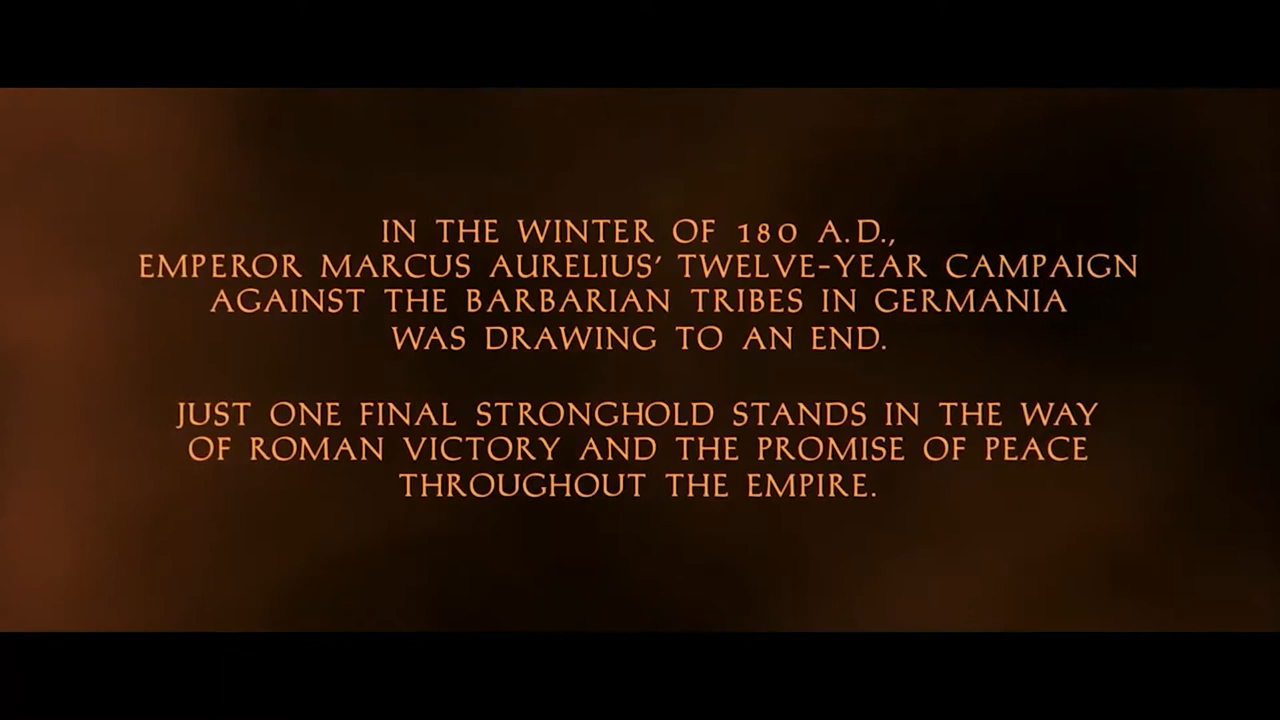 IN THE WINTER OF 180 A.D.,
EMPEROR MARCUS AURELIUS' TWELVE-YEAR CAMPAIGN
AGAINST THE BARBARIAN TRIBES IN GERMANIA
WAS DRAWING TO AN END.
JUST ONE FINAL STRONGHOLD STANDS IN THE WAY
OF ROMAN VICTORY AND THE PROMISE OF PEACE
THROUGHOUT THE EMPIRE.